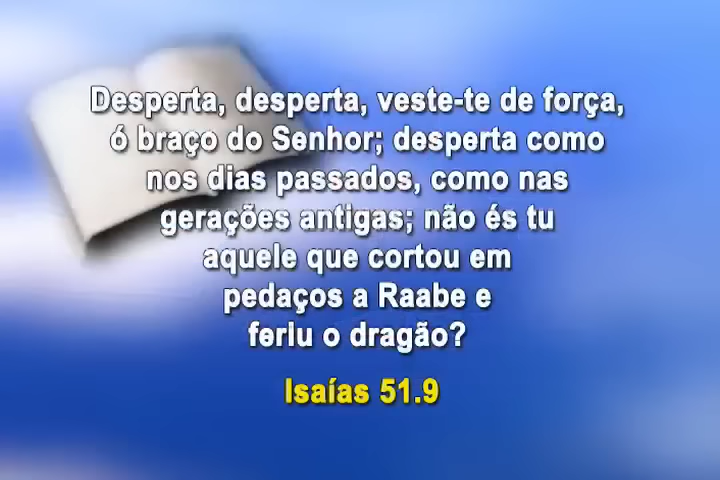 Desperta, desperta, veste-te de força,
ó braço do Senhor; desperta como
nos dias passados, como nas
gerações antigas; não és tu
aquele que cortou em
pedaços a Raabe e
feriu o dragão?
Isaías 51.9